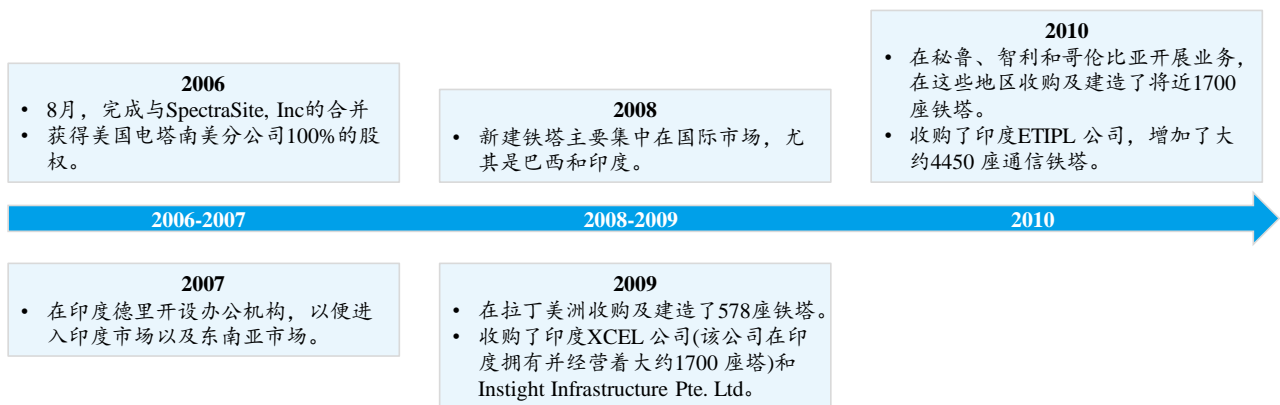 2006
• 8月，完成与SpectraSite, Inc的合并
• 获得美国电塔南美分公司100%的股
权。
2008
• 新建铁塔主要集中在国际市场，尤
其是巴西和印度。
2010
• 在秘鲁、智利和哥伦比亚开展业务，
在这些地区收购及建造了将近1700
座铁塔。
• 收购了印度ETIPL 公司，增加了大
约4450 座通信铁塔。
2006-2007
2008-2009
2010
2007
• 在印度德里开设办公机构，以便进
入印度市场以及东南亚市场。
2009
• 在拉丁美洲收购及建造了578座铁塔。
• 收购了印度XCEL 公司(该公司在印
度拥有并经营着大约1700 座塔)和
Instight Infrastructure Pte. Ltd。